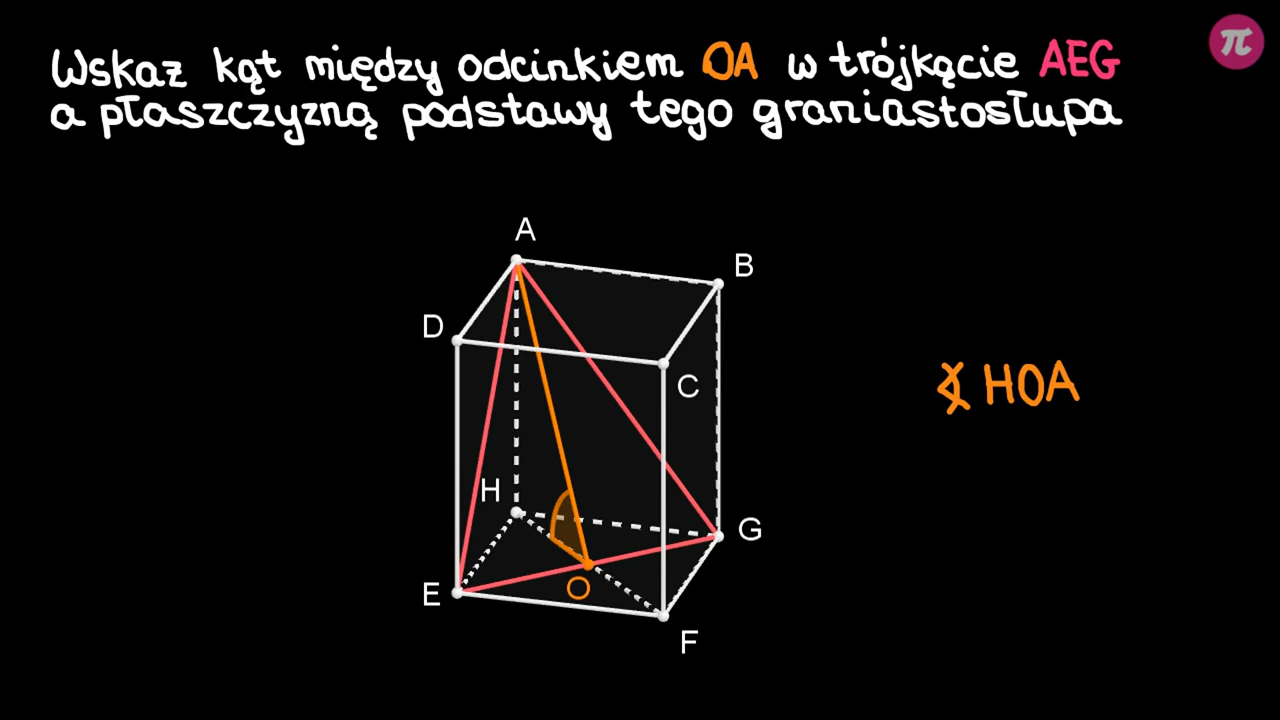 π
Wskaż kąt między odcinkiem OA w trójkącie AEG
a płaszczyzną podstawy tego graniastosłupa
A
B
D
C
∢ HOA
H
G
E
O
F